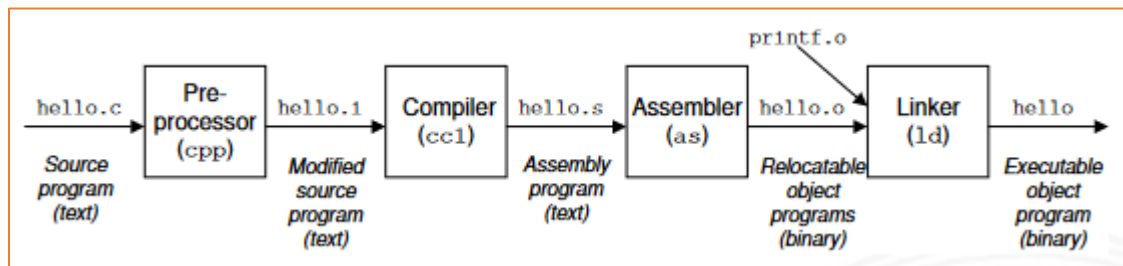 printf.o
hello.c
Pre-
processor
(cpp)
hello.i
Compiler
(cc1)
hello.s
Assembler
(as)
hello.o
Linker
(ld)
hello
Source
program
(text)
Modified
source
program
(text)
Assembly
program
(text)
Relocatable
object
programs
(binary)
Executable
object
program
(binary)